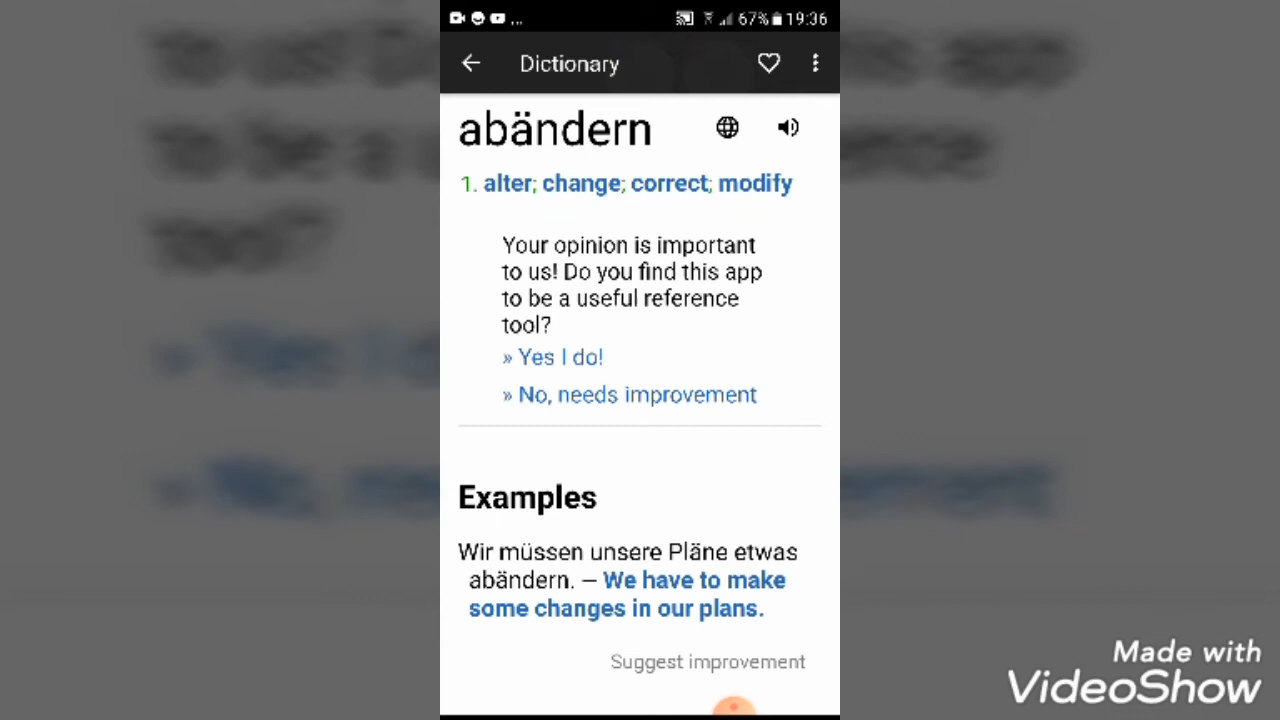 ... 67% 19:36
Dictionary
abändern
1. alter; change; correct; modify
Your opinion is important
to us! Do you find this app
to be a useful reference
tool?
» Yes I do!
» No, needs improvement
Examples
Wir müssen unsere Pläne etwas
abändern. – We have to make
some changes in our plans.
Suggest improvement
Made with
VideoShow